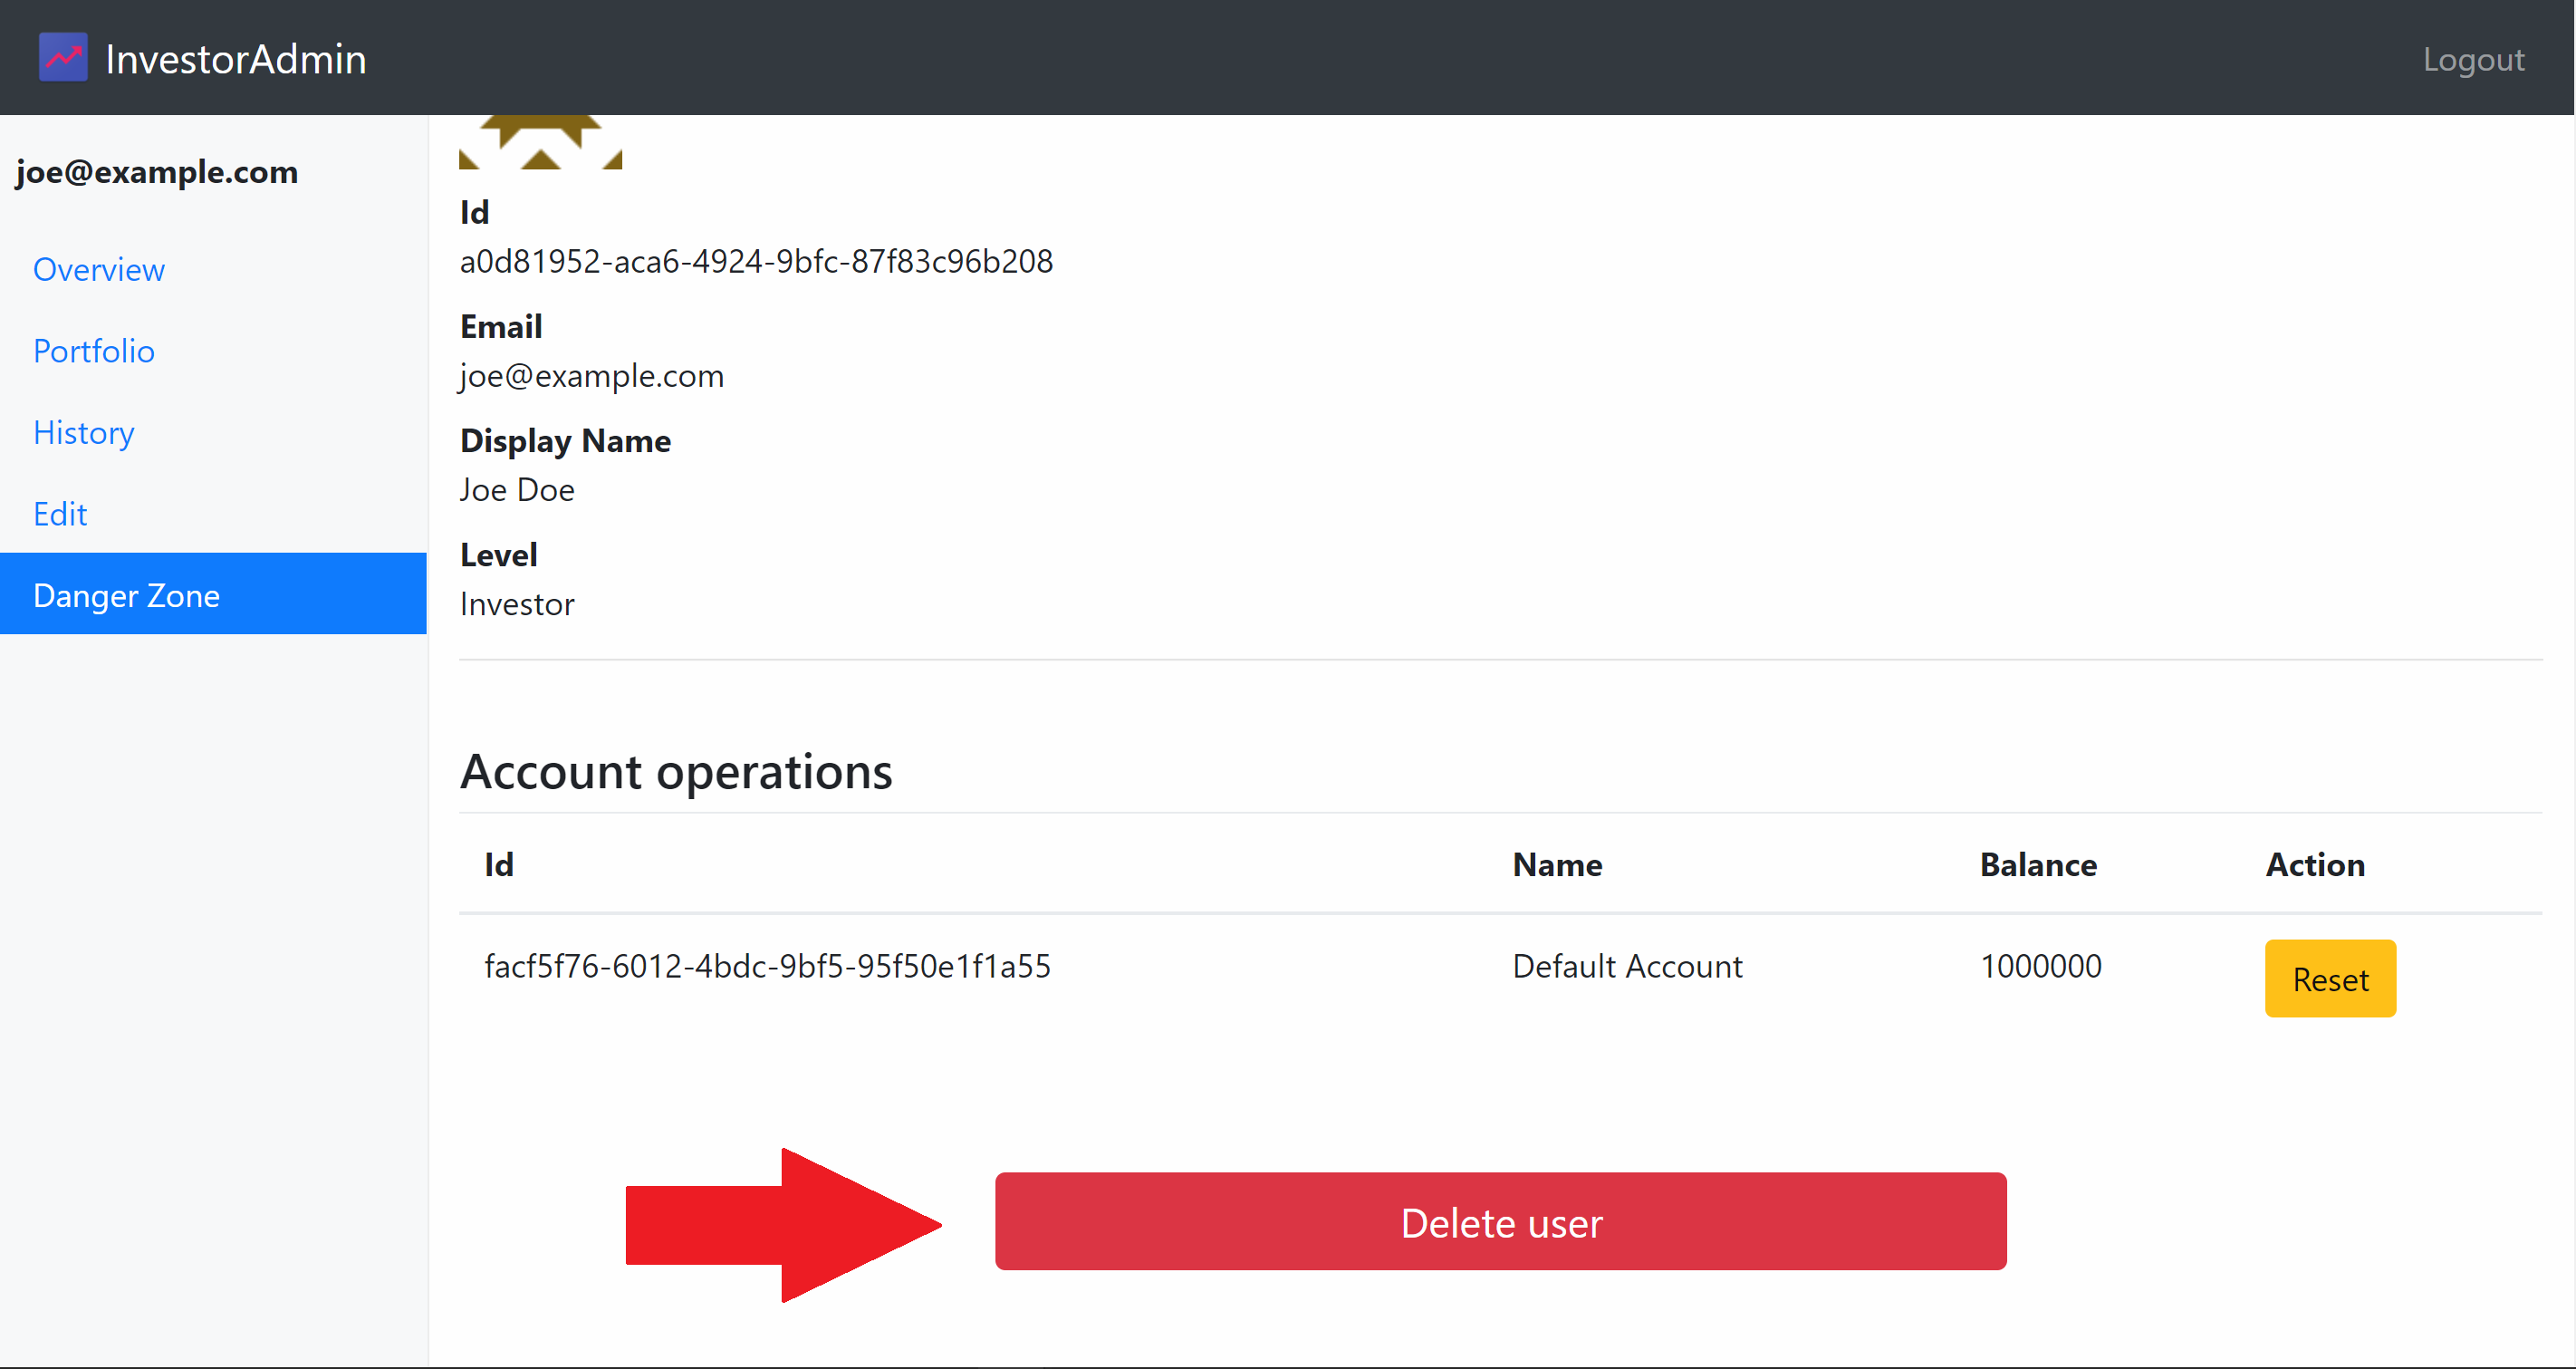 InvestorAdmin
Logout
joe@example.com
Overview
Portfolio
History
Edit
Danger Zone
Id
a0d81952-aca6-4924-9bfc-87f83c96b208
Email
joe@example.com
Display Name
Joe Doe
Level
Investor
Account operations
Id Name Balance Action
facf5f76-6012-4bdc-9bf5-95f50e1f1a55 Default Account 1000000 Reset
Delete user